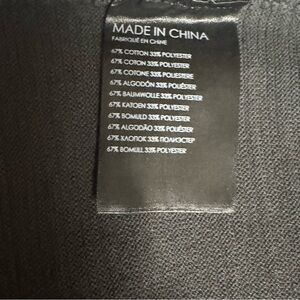 MADE IN CHINA
FABRIQUÉ EN CHINE
67% COTTON 33% POLYESTER
67% COTON 33% POLYESTER
67% COTONE 33% POLIESTERE
67% ALGODÓN 33% POLIÉSTER
67% BAUMWOLLE 33% POLYESTER
67% KATOEN 33% POLYESTER
67% BOMULD 33% POLYESTER
67% ALGODÃO 33% POLIÉSTER
67% ХЛОПОК 33% ПОЛИЭСТЕР
67% BOMULL 33% POLYESTER